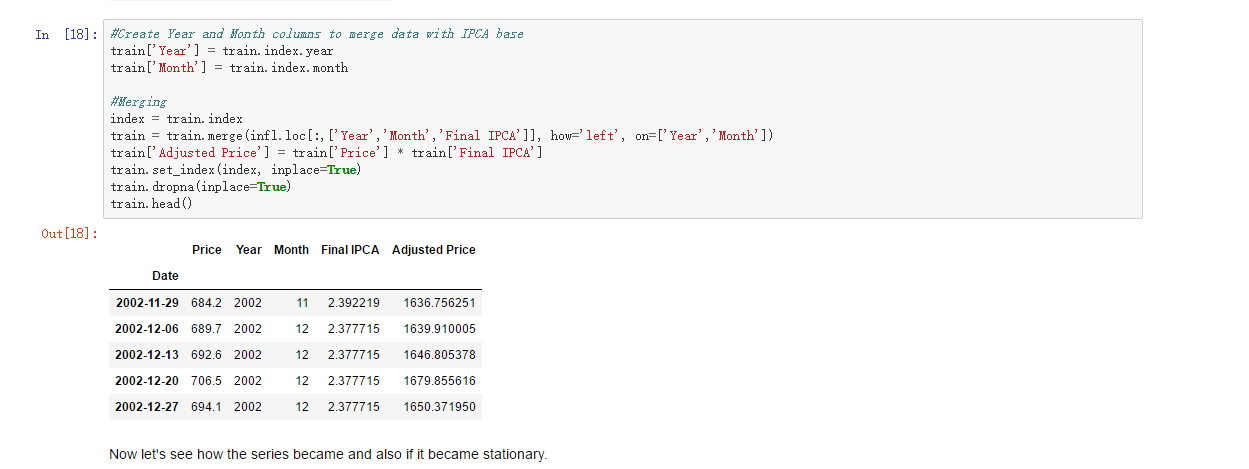 In [18]: #Create Year and Month columns to merge data with IPCA base
train['Year'] = train.index.year
train['Month'] = train.index.month
#Merging
index = train.index
train = train.merge(infl.loc[:,['Year','Month','Final IPCA']], how='left', on=['Year','Month'])
train['Adjusted Price'] = train['Price'] * train['Final IPCA']
train.set_index(index, inplace=True)
train.dropna(inplace=True)
train.head()
Out[18]:
Price Year Month Final IPCA Adjusted Price
Date
2002-11-29 684.2 2002 11 2.392219 1636.756251
2002-12-06 689.7 2002 12 2.377715 1639.910005
2002-12-13 692.6 2002 12 2.377715 1646.805378
2002-12-20 706.5 2002 12 2.377715 1679.855616
2002-12-27 694.1 2002 12 2.377715 1650.371950
Now let's see how the series became and also if it became stationary.